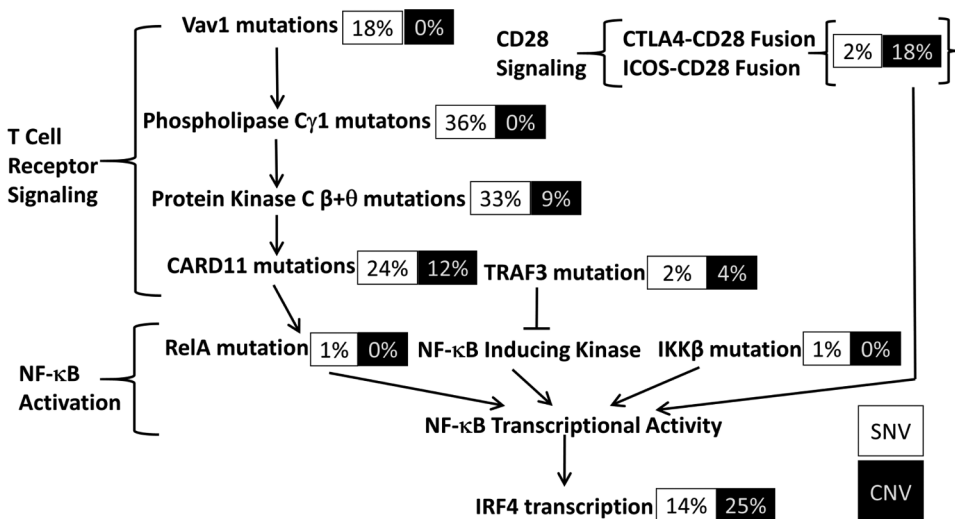 Vav1 mutations 18% 0%
CD28
Signaling
CTLA4-CD28 Fusion
ICOS-CD28 Fusion
2% 18%
Phospholipase Cγ1 mutatons 36% 0%
T Cell
Receptor
Signaling
Protein Kinase C β+θ mutations 33% 9%
CARD11 mutations 24% 12%
TRAF3 mutation 2% 4%
RelA mutation 1% 0%
NF-κB Inducing Kinase
IKKβ mutation 1% 0%
NF-κB
Activation
NF-κB Transcriptional Activity
SNV
CNV
IRF4 transcription 14% 25%